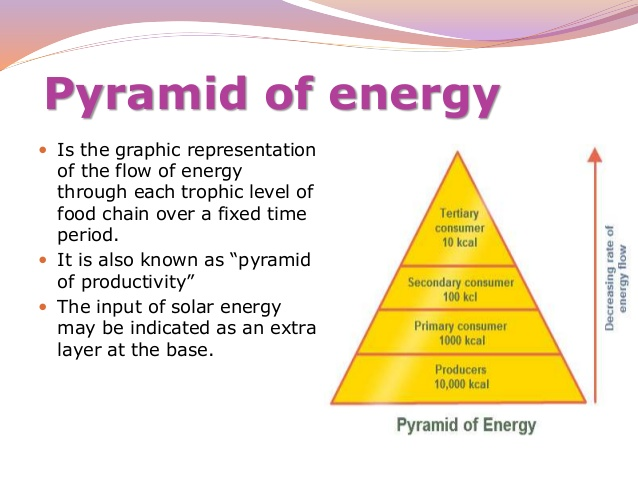 Pyramid of energy
• Is the graphic representation
of the flow of energy
through each trophic level of
food chain over a fixed time
period.
• It is also known as “pyramid
of productivity”
• The input of solar energy
may be indicated as an extra
layer at the base.
Tertiary
consumer
10 kcal
Secondary consumer
100 kcl
Primary consumer
1000 kcal
Producers
10,000 kcal
Pyramid of Energy
Decreasing rate of
energy flow